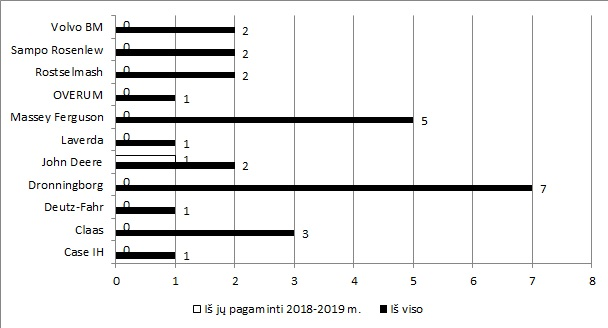 Volvo BM 0 2
Sampo Rosenlew 0 2
Rostselmash 0 2
OVERUM 0 1
Massey Ferguson 0 5
Laverda 0 1
John Deere 1 2
Dronningborg 0 7
Deutz-Fahr 0 1
Claas 0 3
Case IH 0 1
0 1 2 3 4 5 6 7 8
Iš jų pagaminti 2018-2019 m. Iš viso